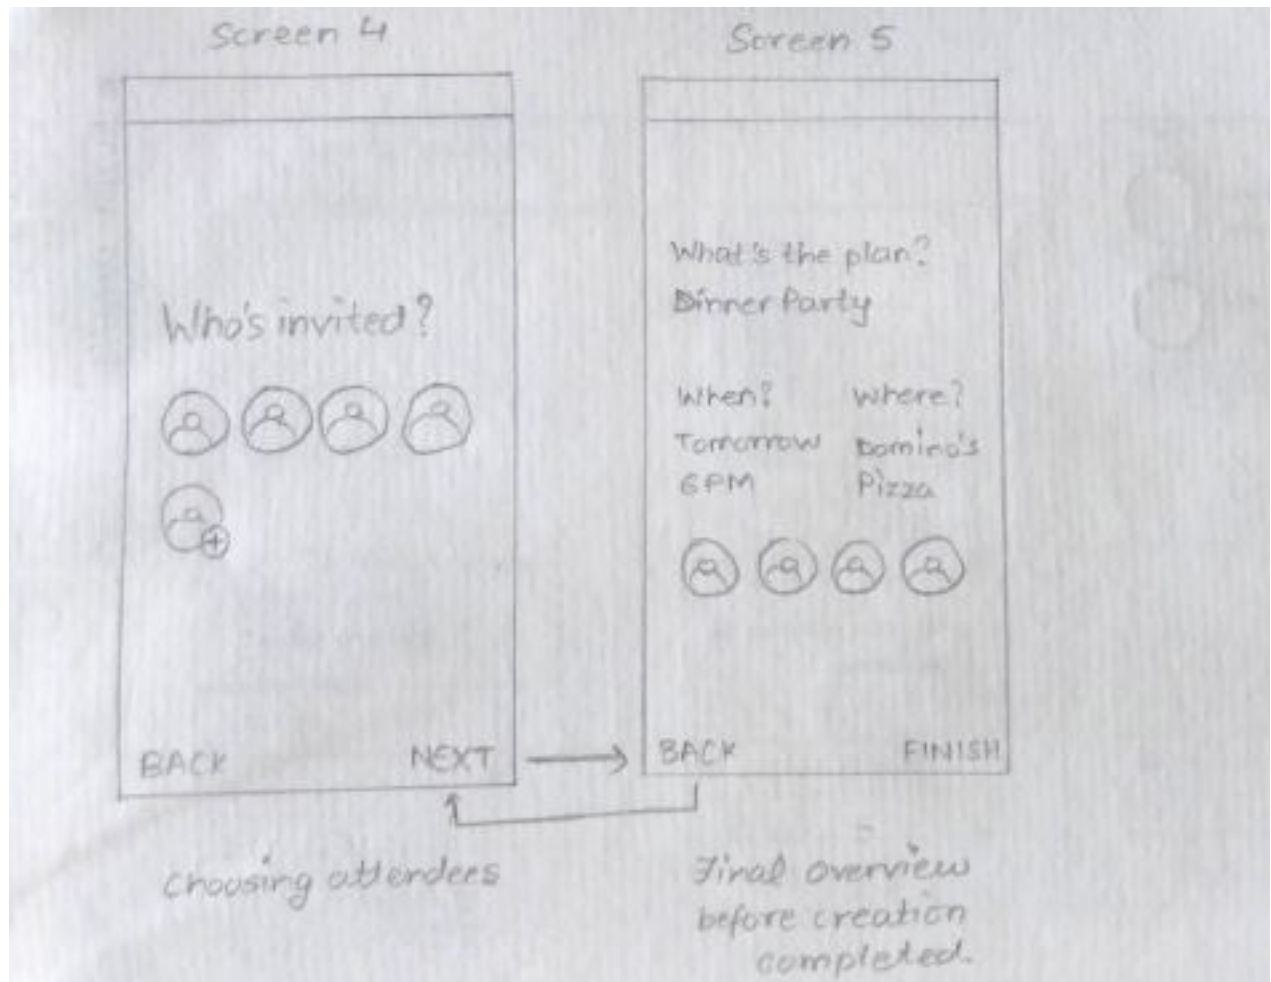 Screen 4
Who's invited?
BACK
NEXT
Choosing attendees
Screen 5
What's the plan?
Dinner Party
When?
Where?
Tomorrow
Domino's
6PM
Pizza
BACK
FINISH
Final overview
before creation
completed.